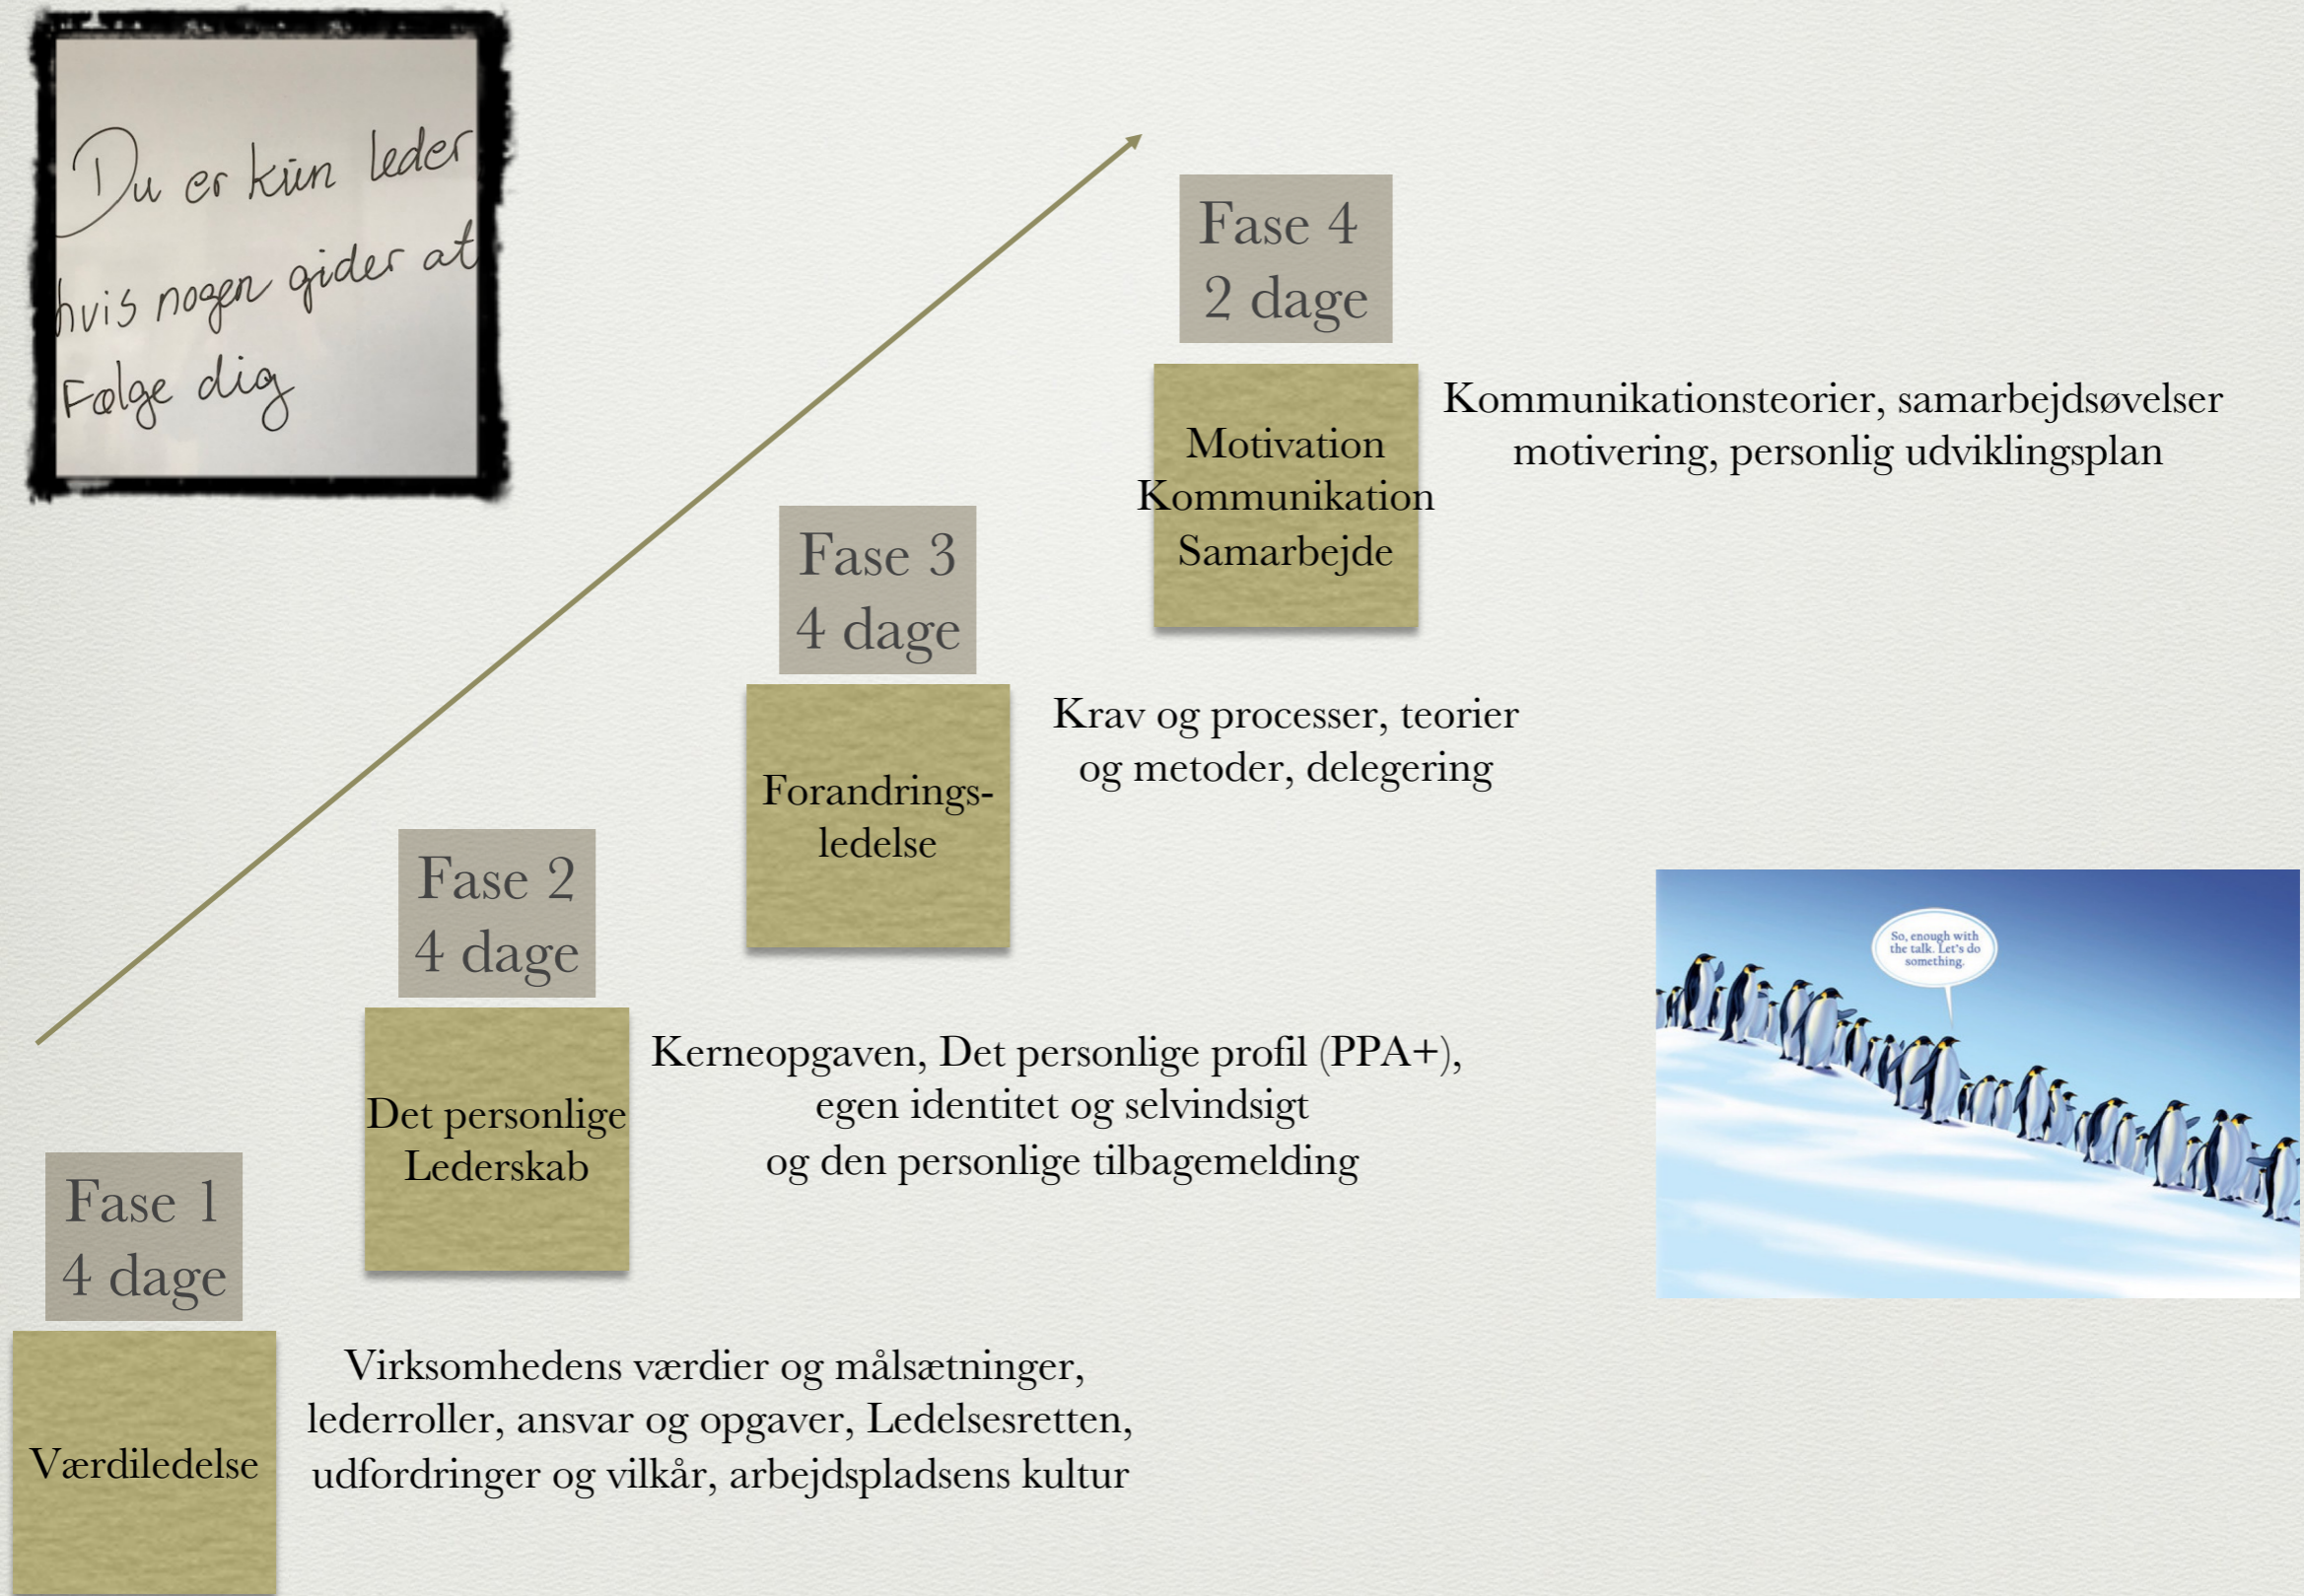 Du er kun leder
hvis nogen gider at
Følge dig
Fase 4
2 dage
Motivation
Kommunikation
Samarbejde
Kommunikationsteorier, samarbejdsøvelser
motivering, personlig udviklingsplan
Fase 3
4 dage
Forandrings-
ledelse
Krav og processer, teorier
og metoder, delegering
Fase 2
4 dage
Det personlige
Lederskab
Kerneopgaven, Det personlige profil (PPA+),
egen identitet og selvindsigt
og den personlige tilbagemelding
So, enough with
the talk. Let's do
something.
Fase 1
4 dage
Værdiledelse
Virksomhedens værdier og målsætninger,
lederroller, ansvar og opgaver, Ledelsesretten,
udfordringer og vilkår, arbejdspladsens kultur